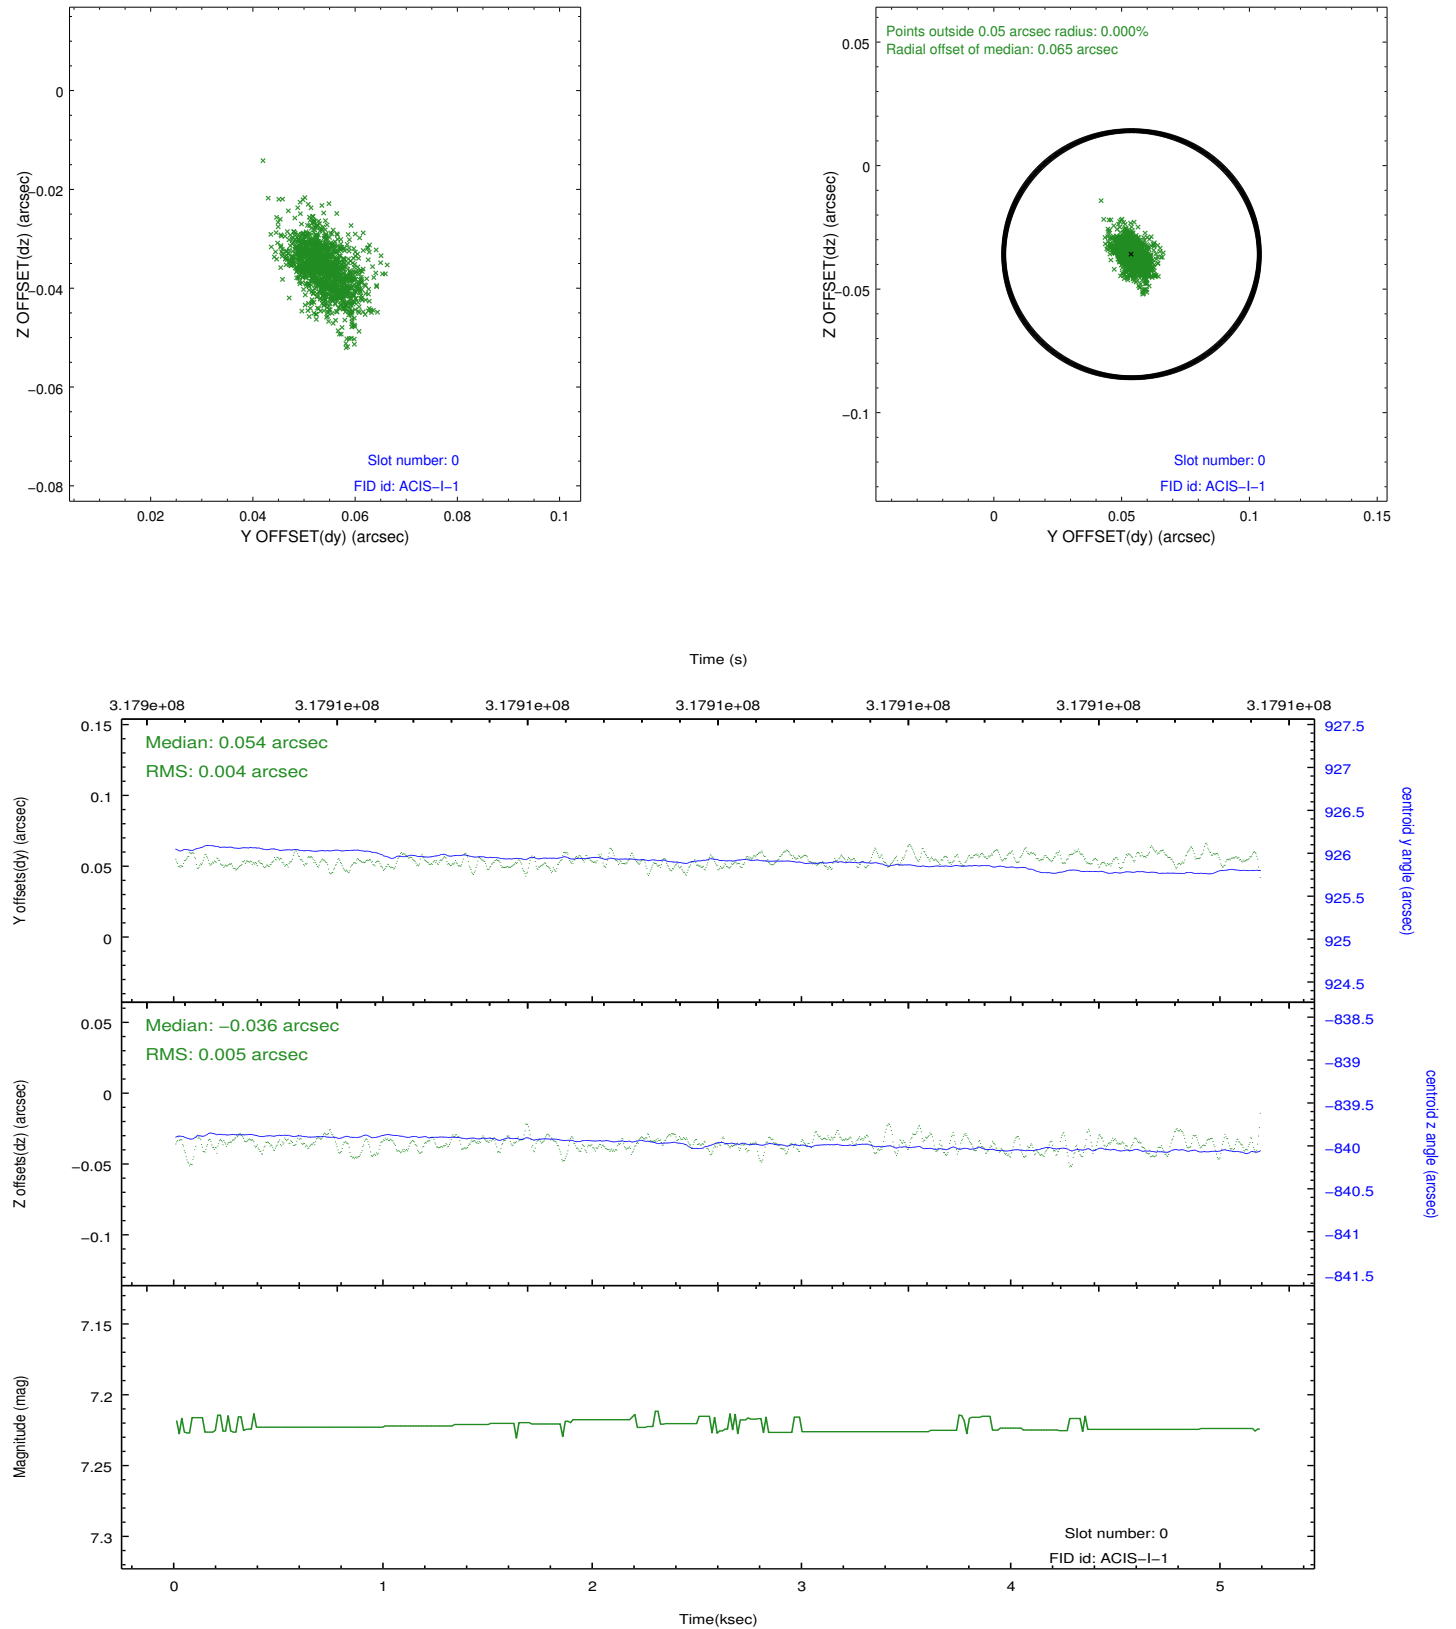 0
−0.02
−0.04
−0.06
−0.08
Z OFFSET(dz) (arcsec)
Slot number: 0
FID id: ACIS−I−1
0.02 0.04 0.06 0.08 0.1
Y OFFSET(dy) (arcsec)
Points outside 0.05 arcsec radius: 0.000%
Radial offset of median: 0.065 arcsec
0.05
0
−0.05
−0.1
Z OFFSET(dz) (arcsec)
Slot number: 0
FID id: ACIS−I−1
0 0.05 0.1 0.15
Y OFFSET(dy) (arcsec)
Time (s)
3.179e+08 3.1791e+08 3.1791e+08 3.1791e+08 3.1791e+08 3.1791e+08 3.1791e+08
Median: 0.054 arcsec
RMS: 0.004 arcsec
0.15
0.1
0.05
0
Y offsets(dy) (arcsec)
927.5
927
926.5
926
925.5
925
924.5
centroid y angle (arcsec)
Median: −0.036 arcsec
RMS: 0.005 arcsec
0.05
0
−0.05
−0.1
Z offsets(dz) (arcsec)
−838.5
−839
−839.5
−840
−840.5
−841
−841.5
centroid z angle (arcsec)
7.15
7.2
7.25
7.3
Magnitude (mag)
Slot number: 0
FID id: ACIS−I−1
0 1 2 3 4 5
Time(ksec)